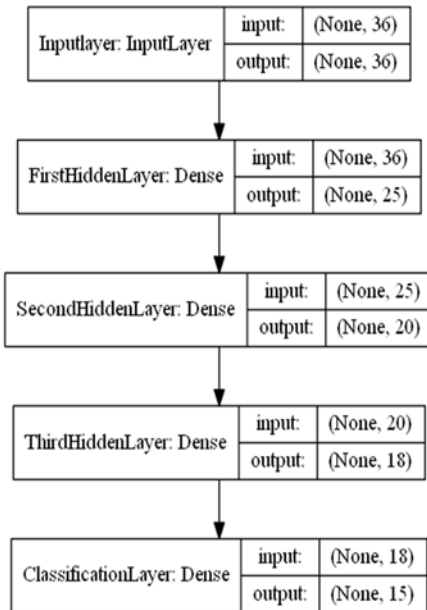 Inputlayer: InputLayer
input: (None, 36)
output: (None, 36)
FirstHiddenLayer: Dense
input: (None, 36)
output: (None, 25)
SecondHiddenLayer: Dense
input: (None, 25)
output: (None, 20)
ThirdHiddenLayer: Dense
input: (None, 20)
output: (None, 18)
ClassificationLayer: Dense
input: (None, 18)
output: (None, 15)